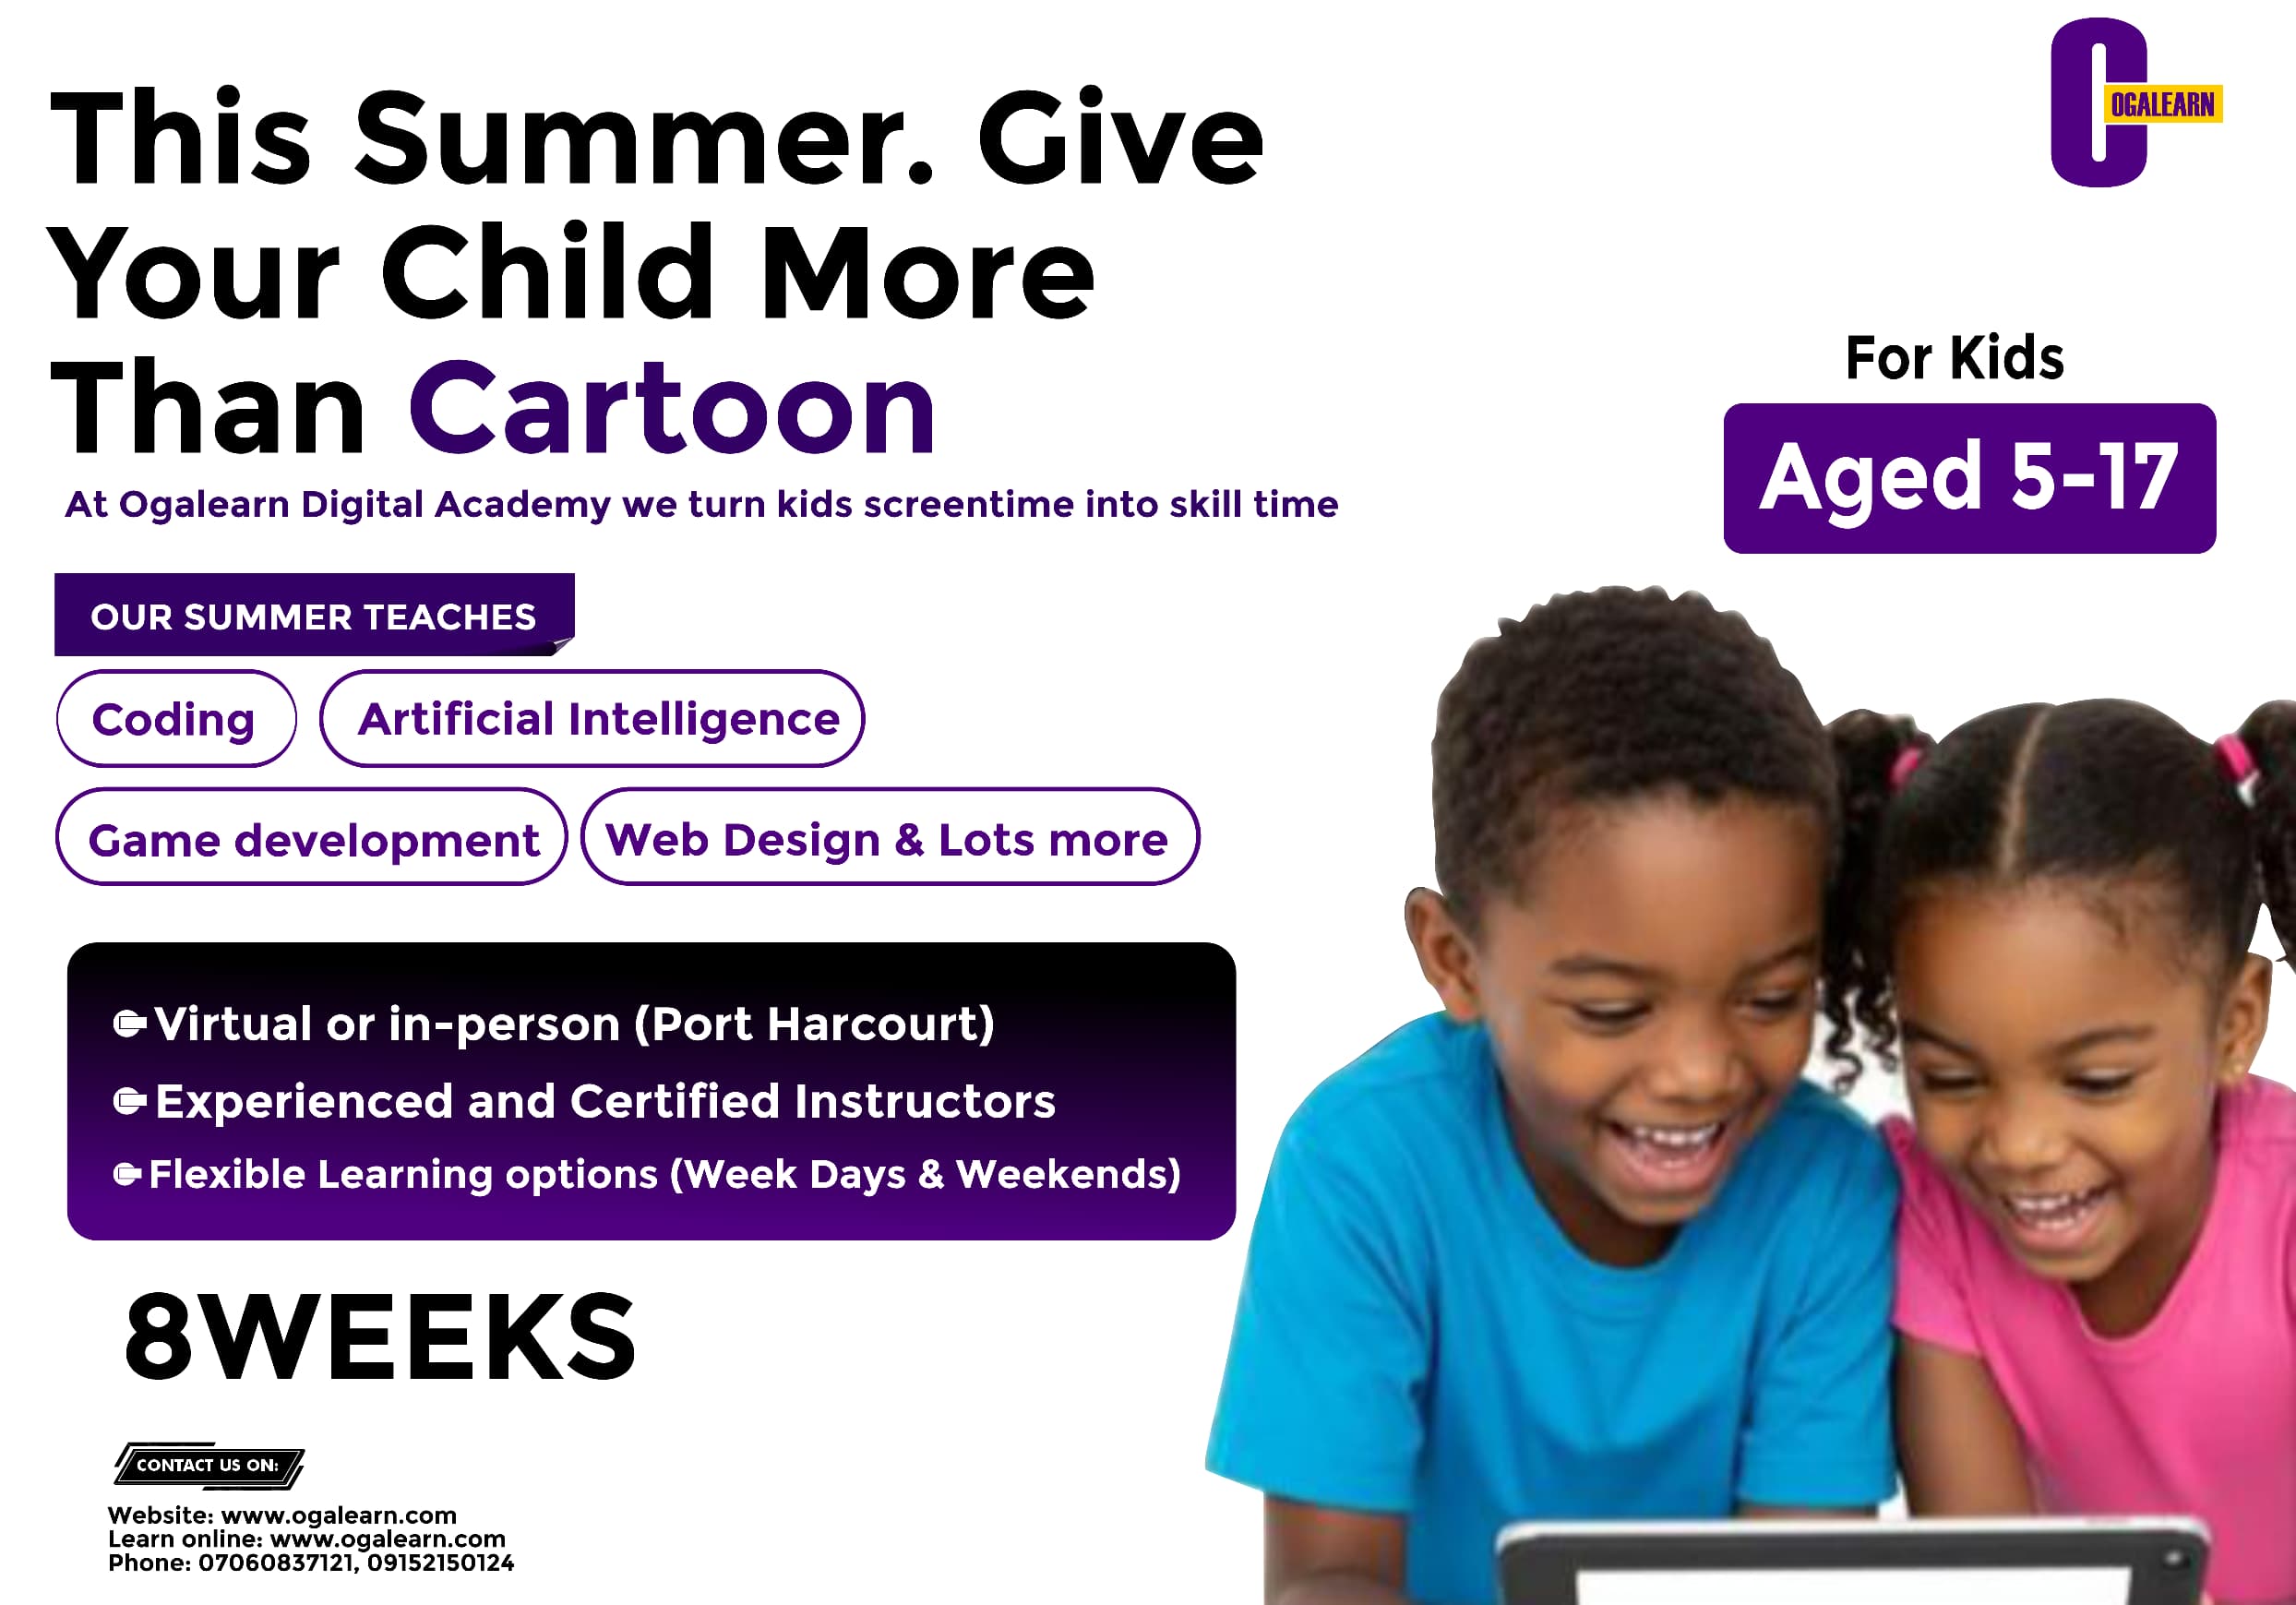 This Summer. Give
Your Child More
Than Cartoon
At Ogalearn Digital Academy we turn kids screentime into skill time
OGALEARN
For Kids
Aged 5-17
OUR SUMMER TEACHES
Coding
Artificial Intelligence
Game development
Web Design & Lots more
Virtual or in-person (Port Harcourt)
Experienced and Certified Instructors
Flexible Learning options (Week Days & Weekends)
8WEEKS
CONTACT US ON:
Website: www.ogalearn.com
Learn online: www.ogalearn.com
Phone: 07060837121, 09152150124